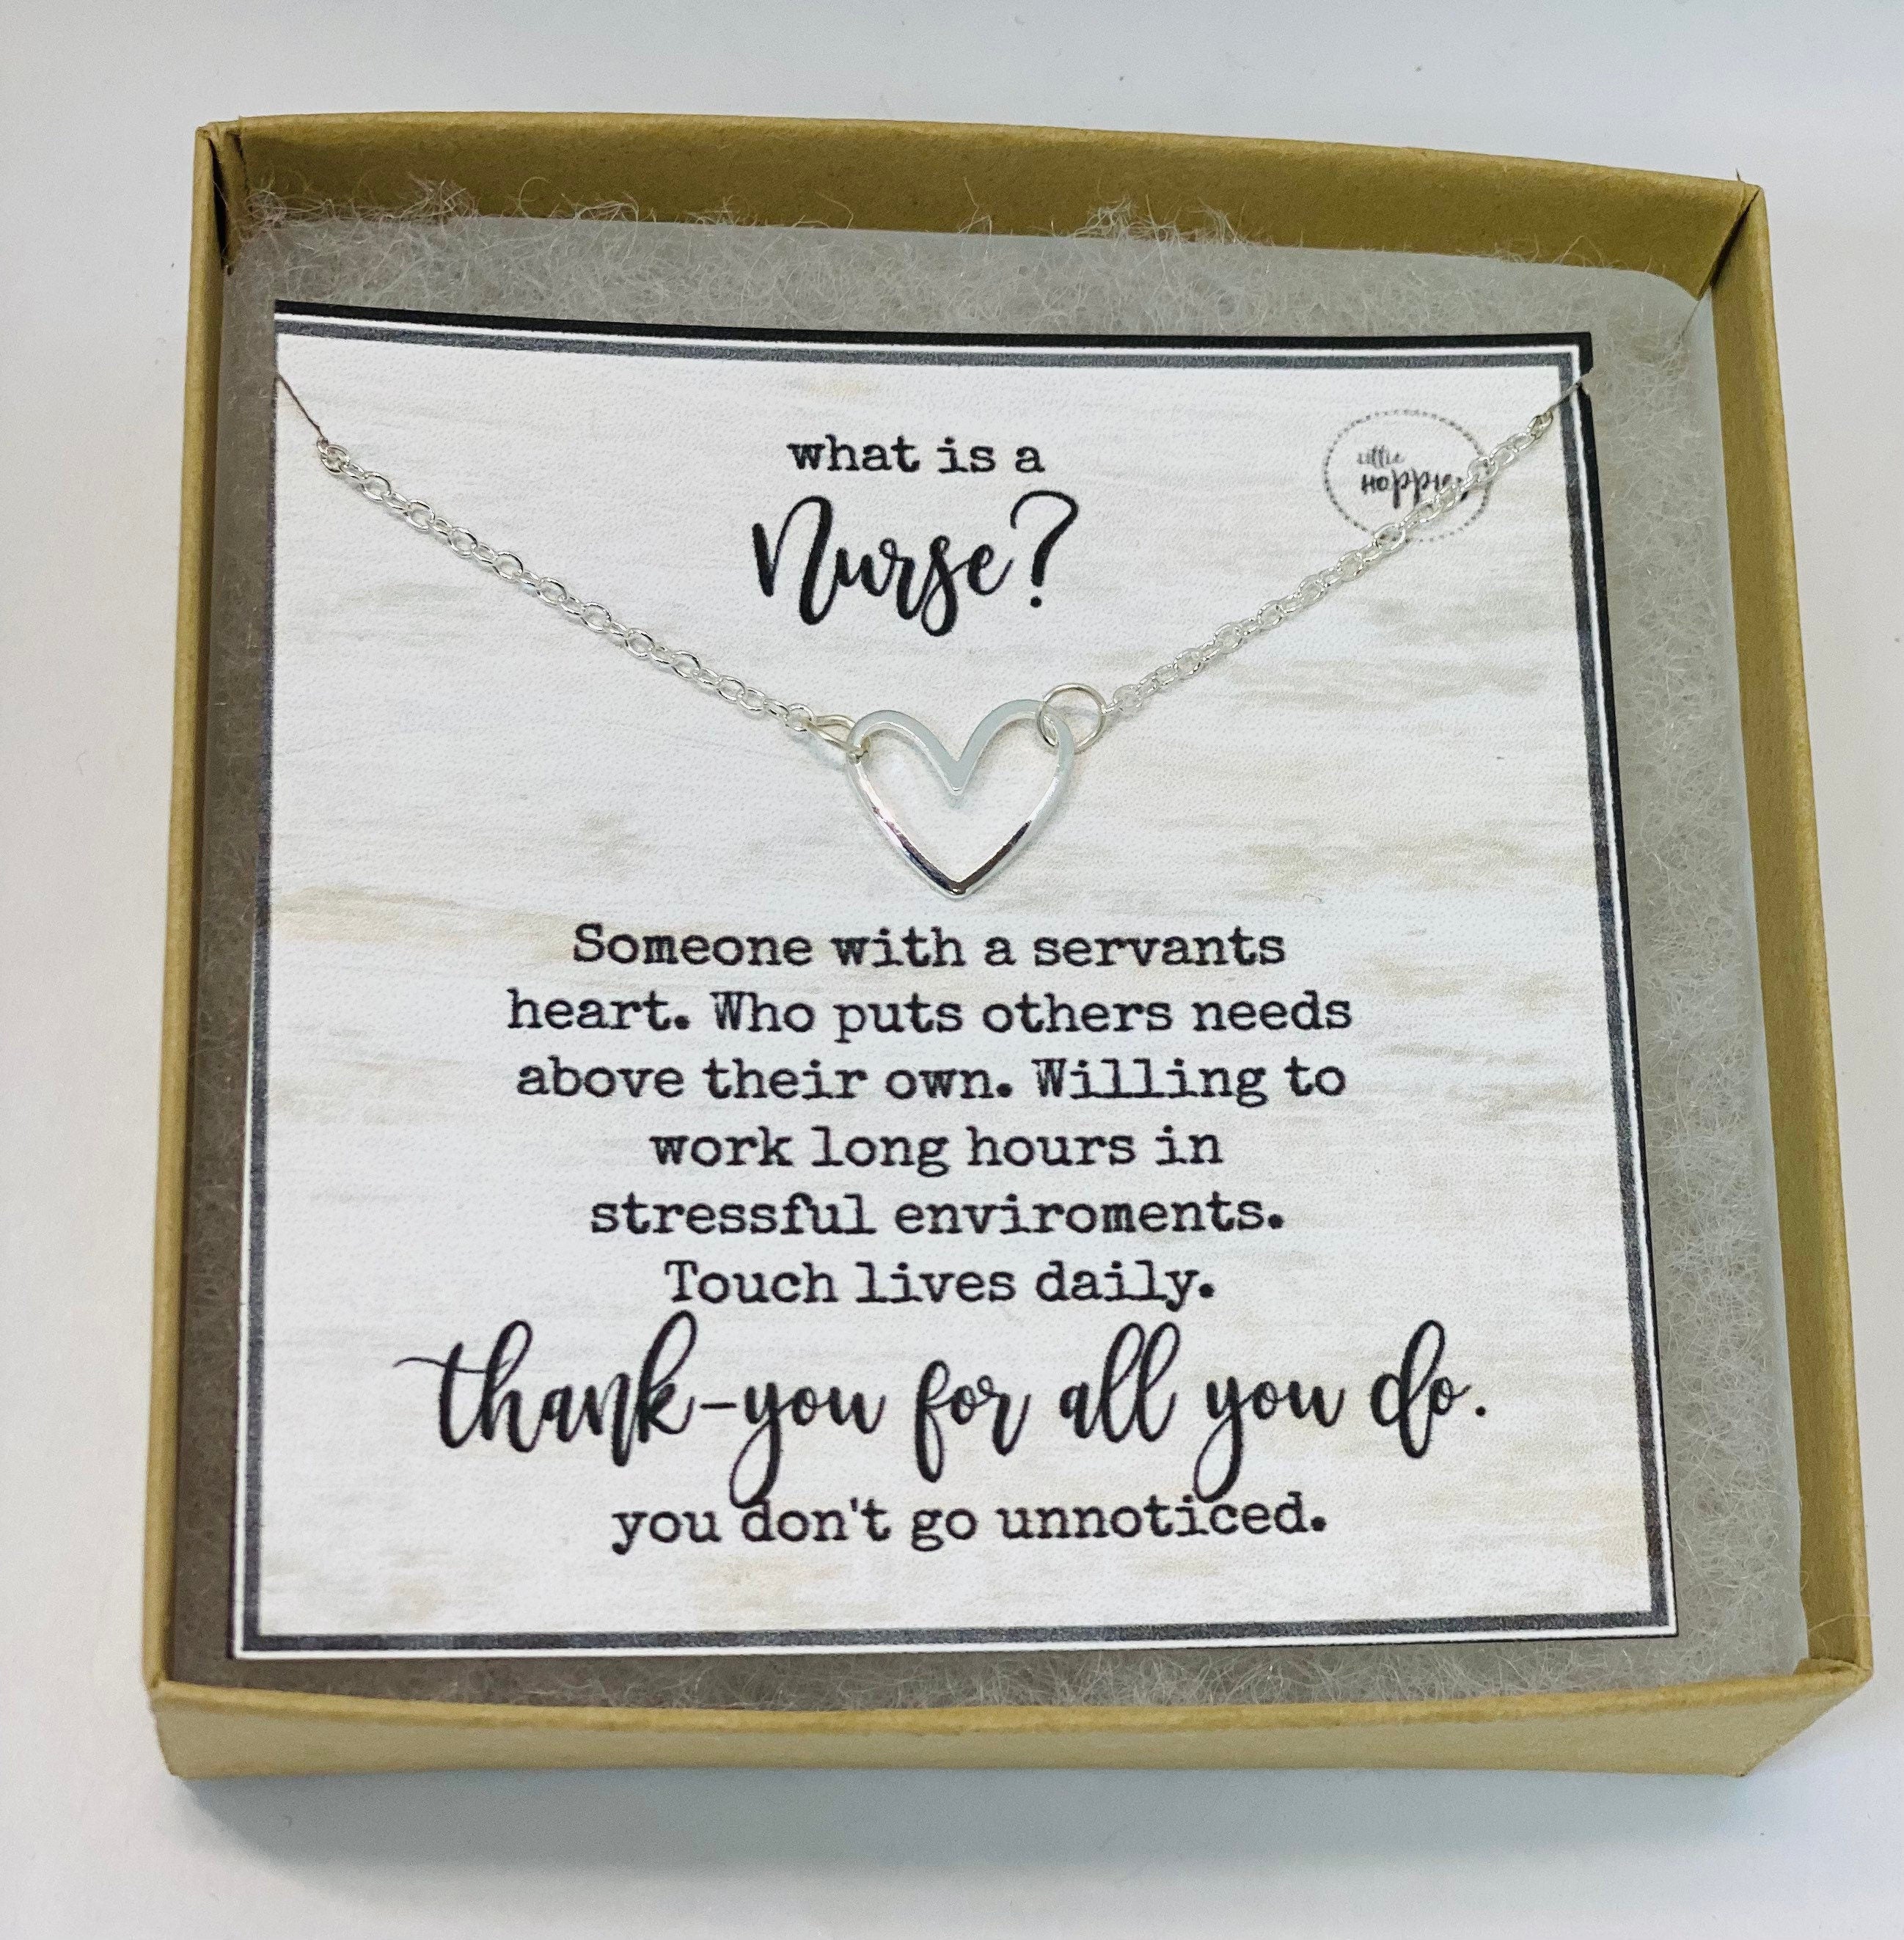 what is a
Nurse?
Little
Someone with a servants
heart. Who puts others needs
above their own. Willing to
work long hours in
stressful enviroments.
Touch lives daily.
thank-you for all you do.
you don't go unnoticed.